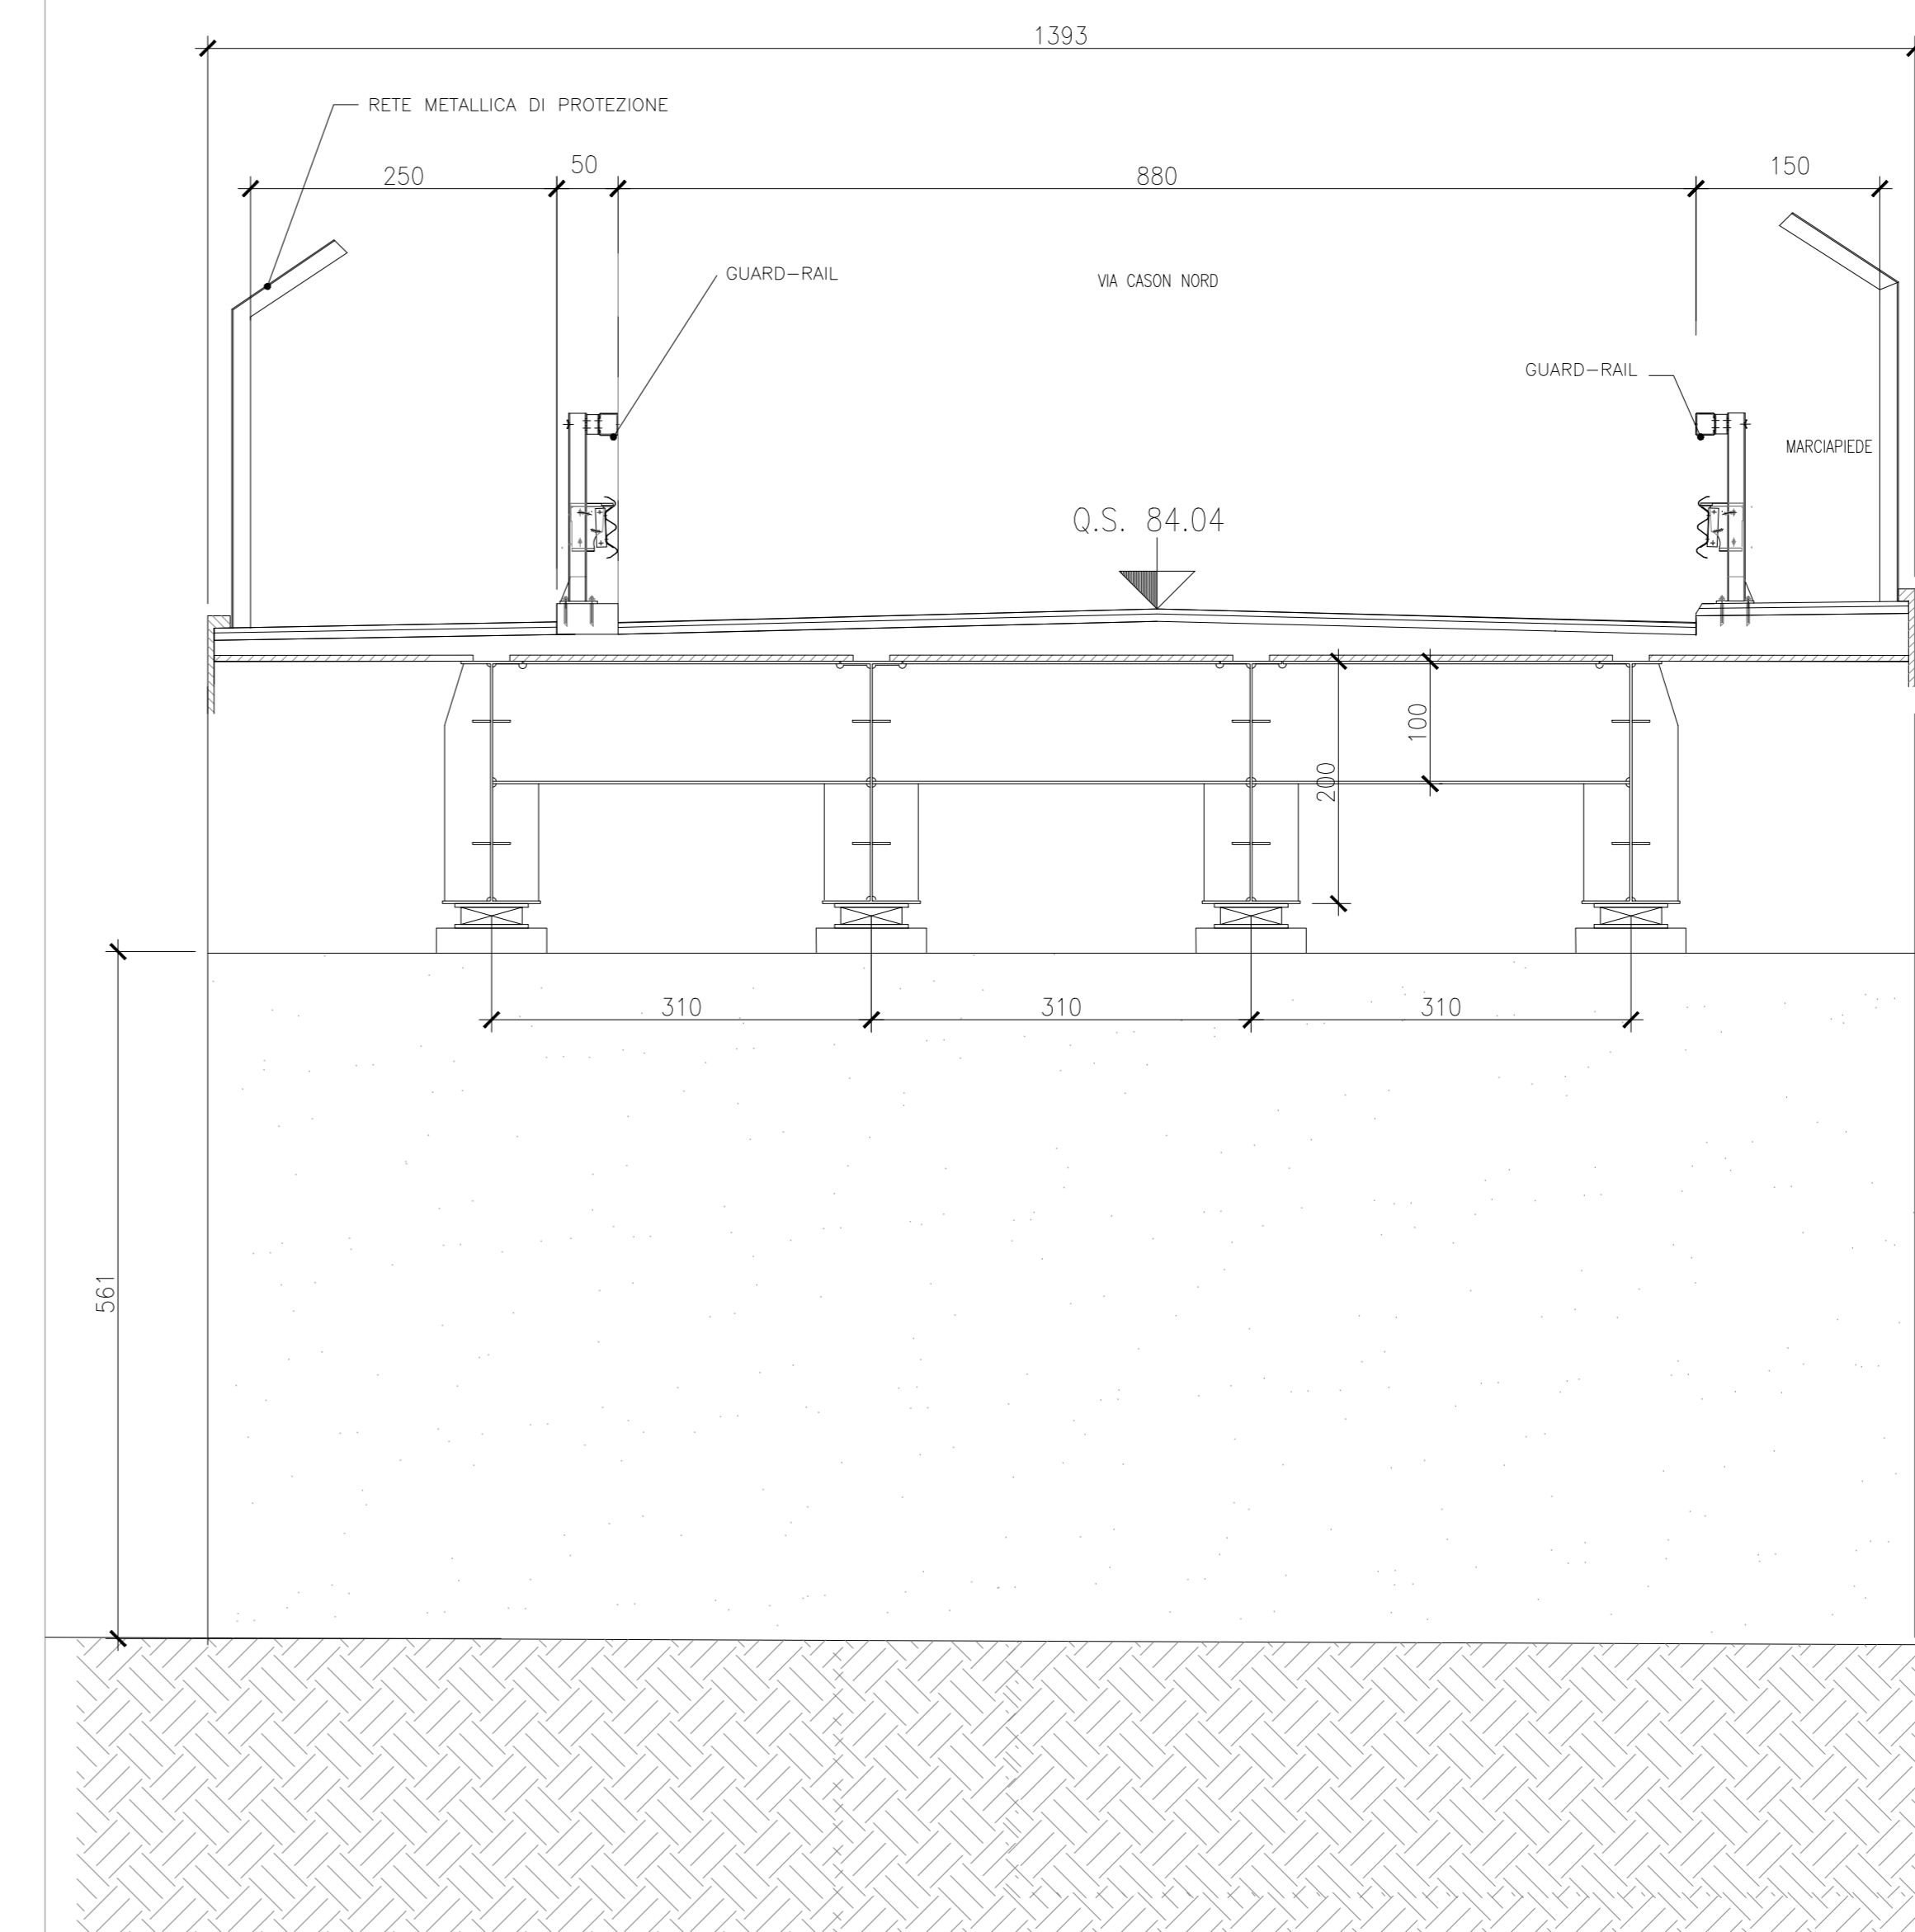 1393
RETE METALLICA DI PROTEZIONE
250
50
880
150
GUARD-RAIL
VIA CASON NORD
GUARD-RAIL
MARCIAPIEDE
Q.S. 84.04
100
200
310
310
310
561